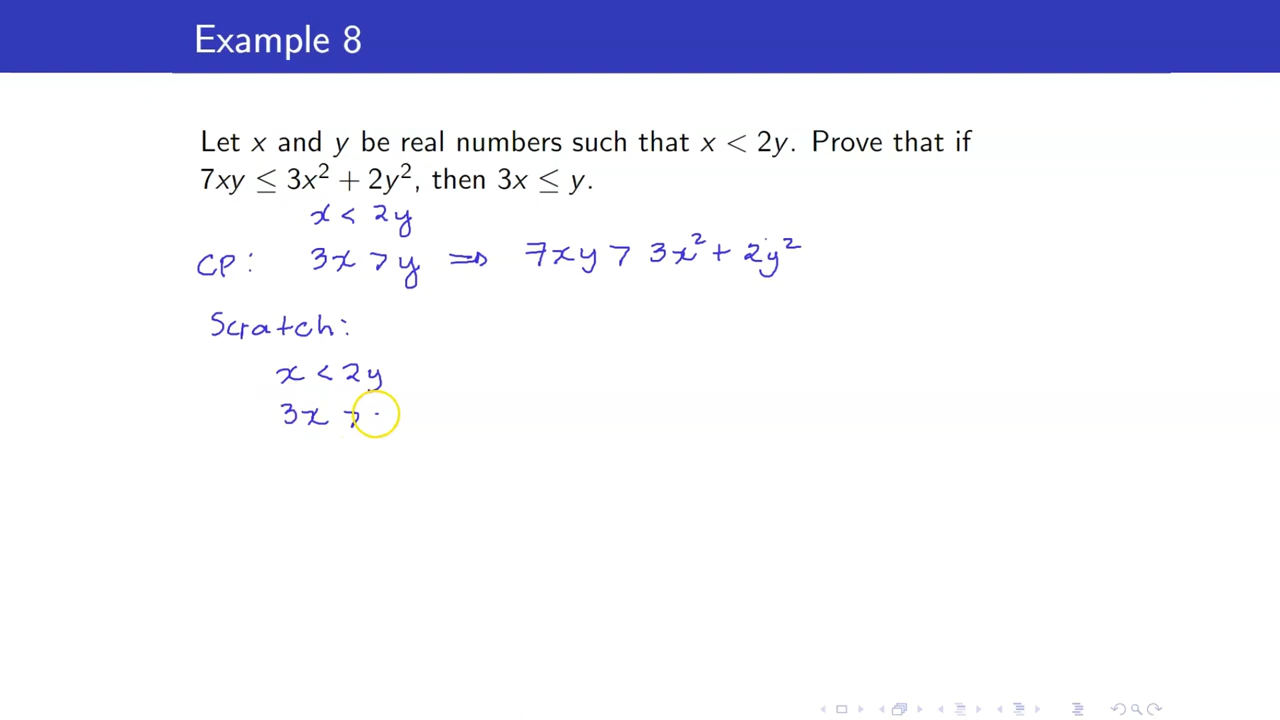 Example 8
Let x and y be real numbers such that x < 2y. Prove that if
7xy ≤ 3x² + 2y², then 3x ≤ y.
x < 2y
CP: 3x > y ⟹ 7xy > 3x² + 2y²
Scratch:
x < 2y
3x >